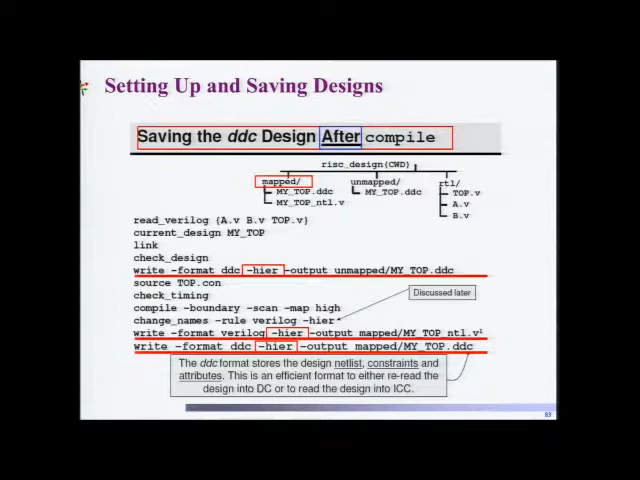 Setting Up and Saving Designs
Saving the ddc Design After compile
risc_design(CWD)
mapped/ unmapped/ rtl/
MY_TOP.ddc MY_TOP.ddc TOP.v
MY_TOP_ntl.v A.v
B.v
read_verilog {A.v B.v TOP.v}
current_design MY_TOP
link
check_design
write -format ddc -hier -output unmapped/MY_TOP.ddc
source TOP.con
check_timing
Discussed later
compile -boundary -scan -map high
change_names -rule verilog -hier
write -format verilog -hier -output mapped/MY_TOP_ntl.v¹
write -format ddc -hier -output mapped/MY_TOP.ddc
The ddc format stores the design netlist, constraints and
attributes. This is an efficient format to either re-read the
design into DC or to read the design into ICC.
83